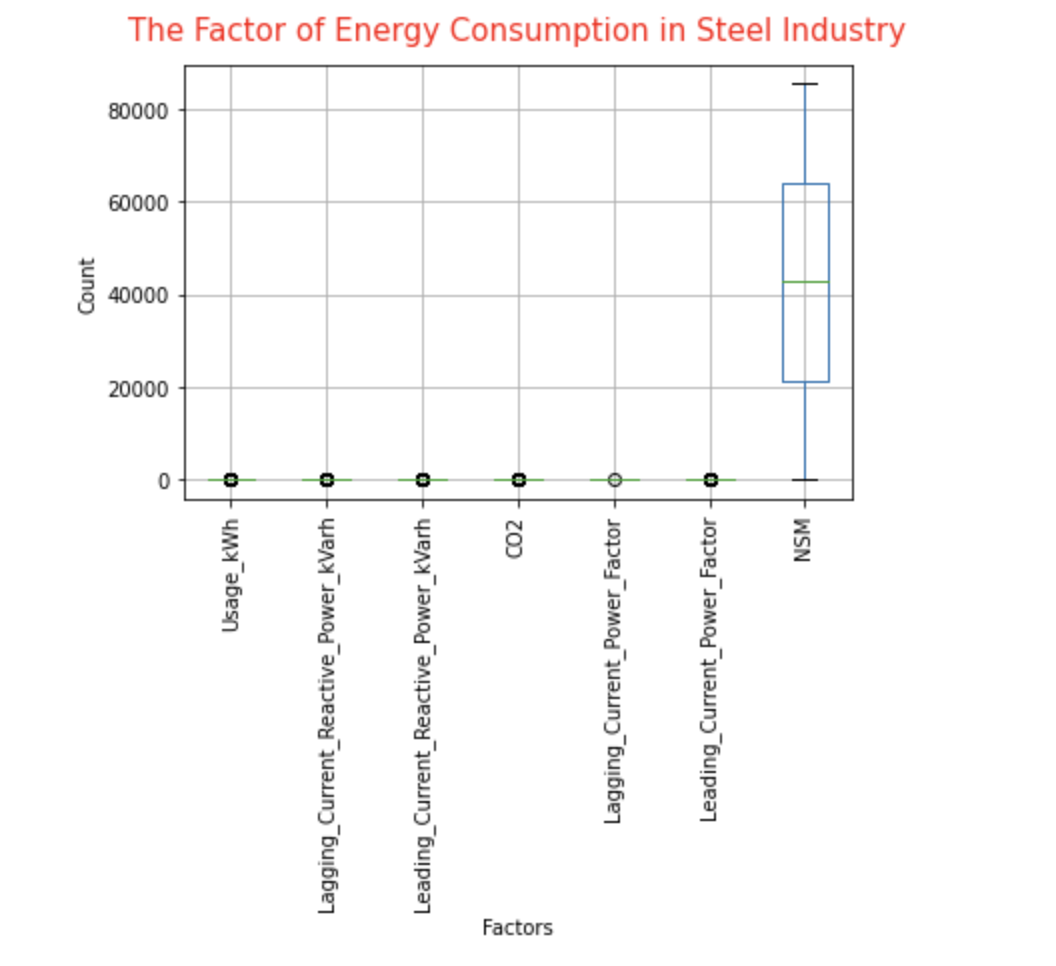 The Factor of Energy Consumption in Steel Industry
80000
60000
40000
20000
0
Count
Usage_kWh
Lagging_Current_Reactive_Power_kVarh
Leading_Current_Reactive_Power_kVarh
CO2
Lagging_Current_Power_Factor
Leading_Current_Power_Factor
NSM
Factors